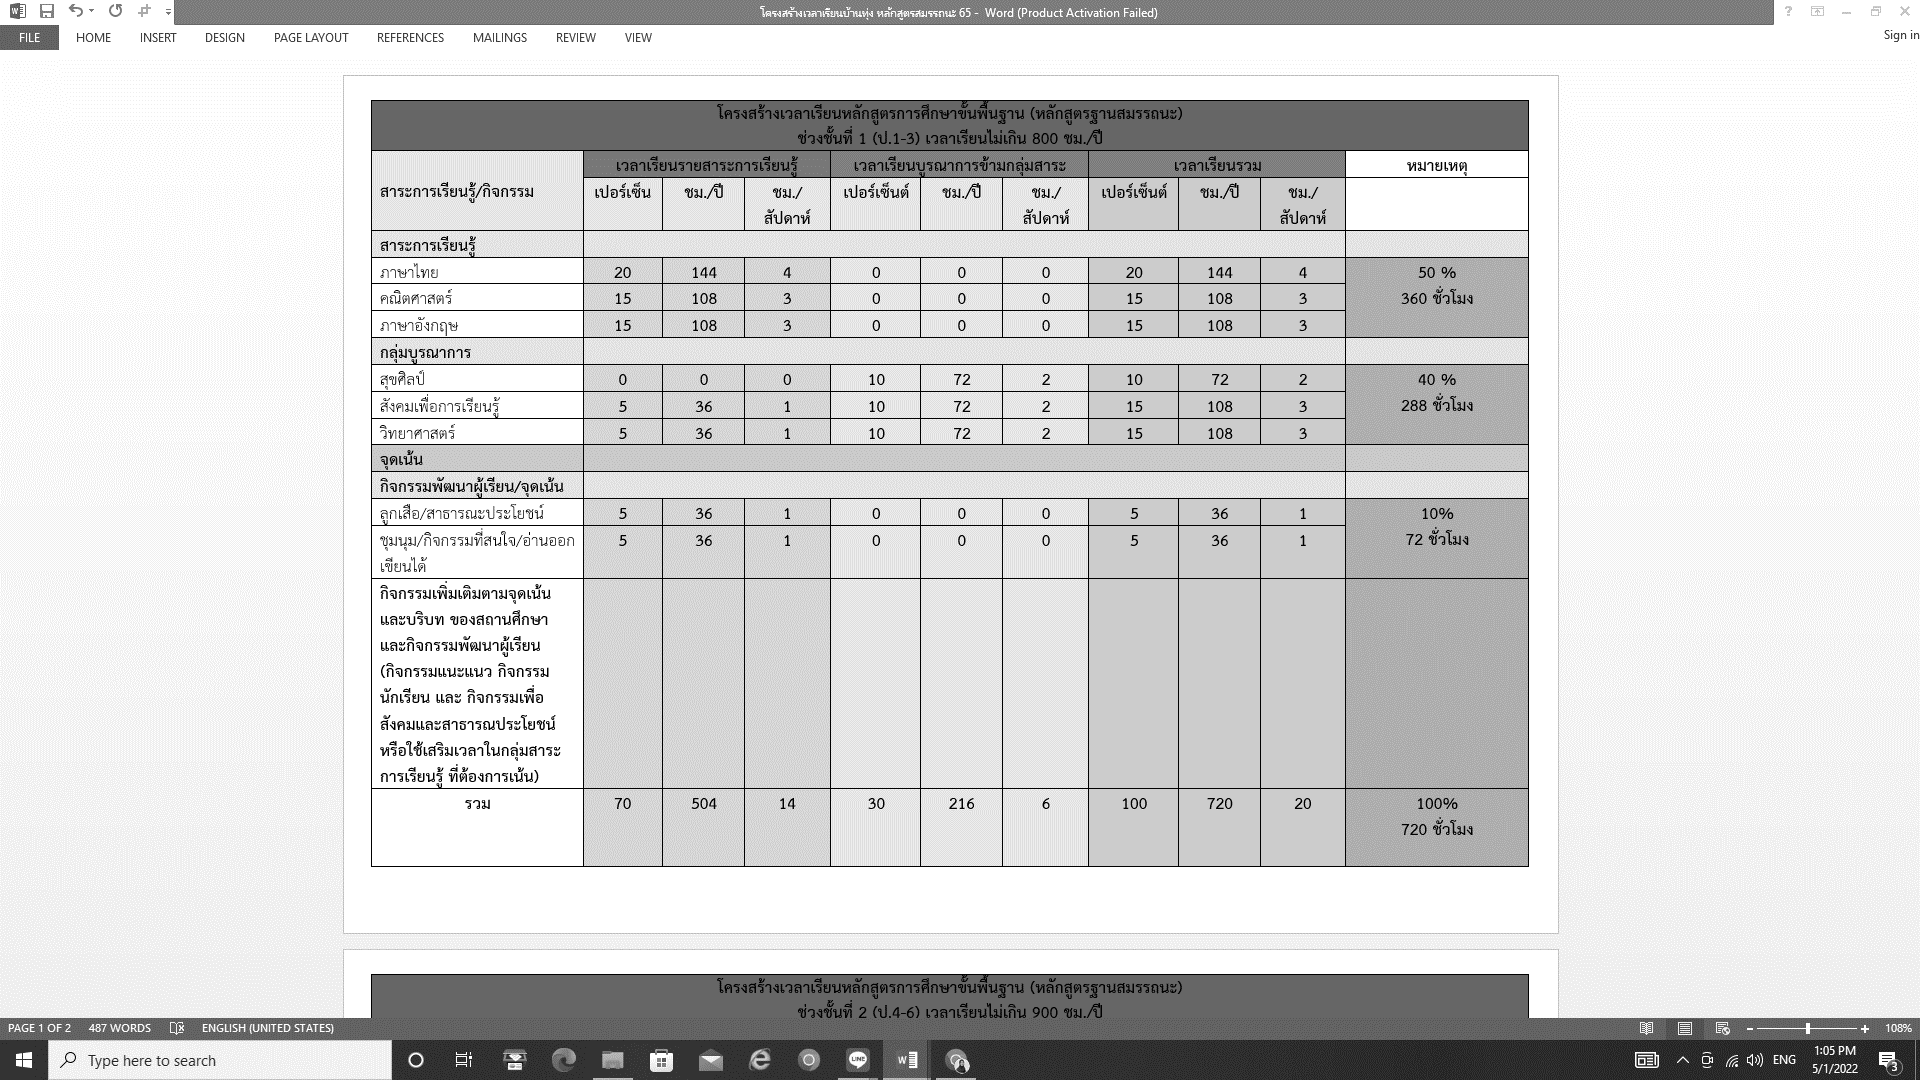 โครงสร้างเวลาเรียนบ้านทุ่ง หลักสูตรสมรรถนะ 65 - Word (Product Activation Failed)
FILE HOME INSERT DESIGN PAGE LAYOUT REFERENCES MAILINGS REVIEW VIEW Sign in
โครงสร้างเวลาเรียนหลักสูตรการศึกษาขั้นพื้นฐาน (หลักสูตรฐานสมรรถนะ)
ช่วงชั้นที่ 1 (ป.1-3) เวลาเรียนไม่เกิน 800 ชม./ปี
สาระการเรียนรู้/กิจกรรม เวลาเรียนรายสาระการเรียนรู้ เวลาเรียนบูรณาการข้ามกลุ่มสาระ เวลาเรียนรวม หมายเหตุ
เปอร์เซ็น ชม./ปี ชม./ เปอร์เซ็นต์ ชม./ปี ชม./ เปอร์เซ็นต์ ชม./ปี ชม./
สัปดาห์ สัปดาห์ สัปดาห์
สาระการเรียนรู้
ภาษาไทย 20 144 4 0 0 0 20 144 4 50 %
คณิตศาสตร์ 15 108 3 0 0 0 15 108 3 360 ชั่วโมง
ภาษาอังกฤษ 15 108 3 0 0 0 15 108 3
กลุ่มบูรณาการ
สุขศิลป์ 0 0 0 10 72 2 10 72 2 40 %
สังคมเพื่อการเรียนรู้ 5 36 1 10 72 2 15 108 3 288 ชั่วโมง
วิทยาศาสตร์ 5 36 1 10 72 2 15 108 3
จุดเน้น
กิจกรรมพัฒนาผู้เรียน/จุดเน้น
ลูกเสือ/สาธารณะประโยชน์ 5 36 1 0 0 0 5 36 1 10%
ชุมนุม/กิจกรรมที่สนใจ/อ่านออก 5 36 1 0 0 0 5 36 1 72 ชั่วโมง
เขียนได้
กิจกรรมเพิ่มเติมตามจุดเน้น
และบริบท ของสถานศึกษา
และกิจกรรมพัฒนาผู้เรียน
(กิจกรรมแนะแนว กิจกรรม
นักเรียน และ กิจกรรมเพื่อ
สังคมและสาธารณประโยชน์
หรือใช้เสริมเวลาในกลุ่มสาระ
การเรียนรู้ ที่ต้องการเน้น)
รวม 70 504 14 30 216 6 100 720 20 100%
720 ชั่วโมง
โครงสร้างเวลาเรียนหลักสูตรการศึกษาขั้นพื้นฐาน (หลักสูตรฐานสมรรถนะ)
ช่วงชั้นที่ 2 (ป.4-6) เวลาเรียนไม่เกิน 900 ชม./ปี
PAGE 1 OF 2 487 WORDS ENGLISH (UNITED STATES) 108%
Type here to search LINE ENG 1:05 PM
5/1/2022 3